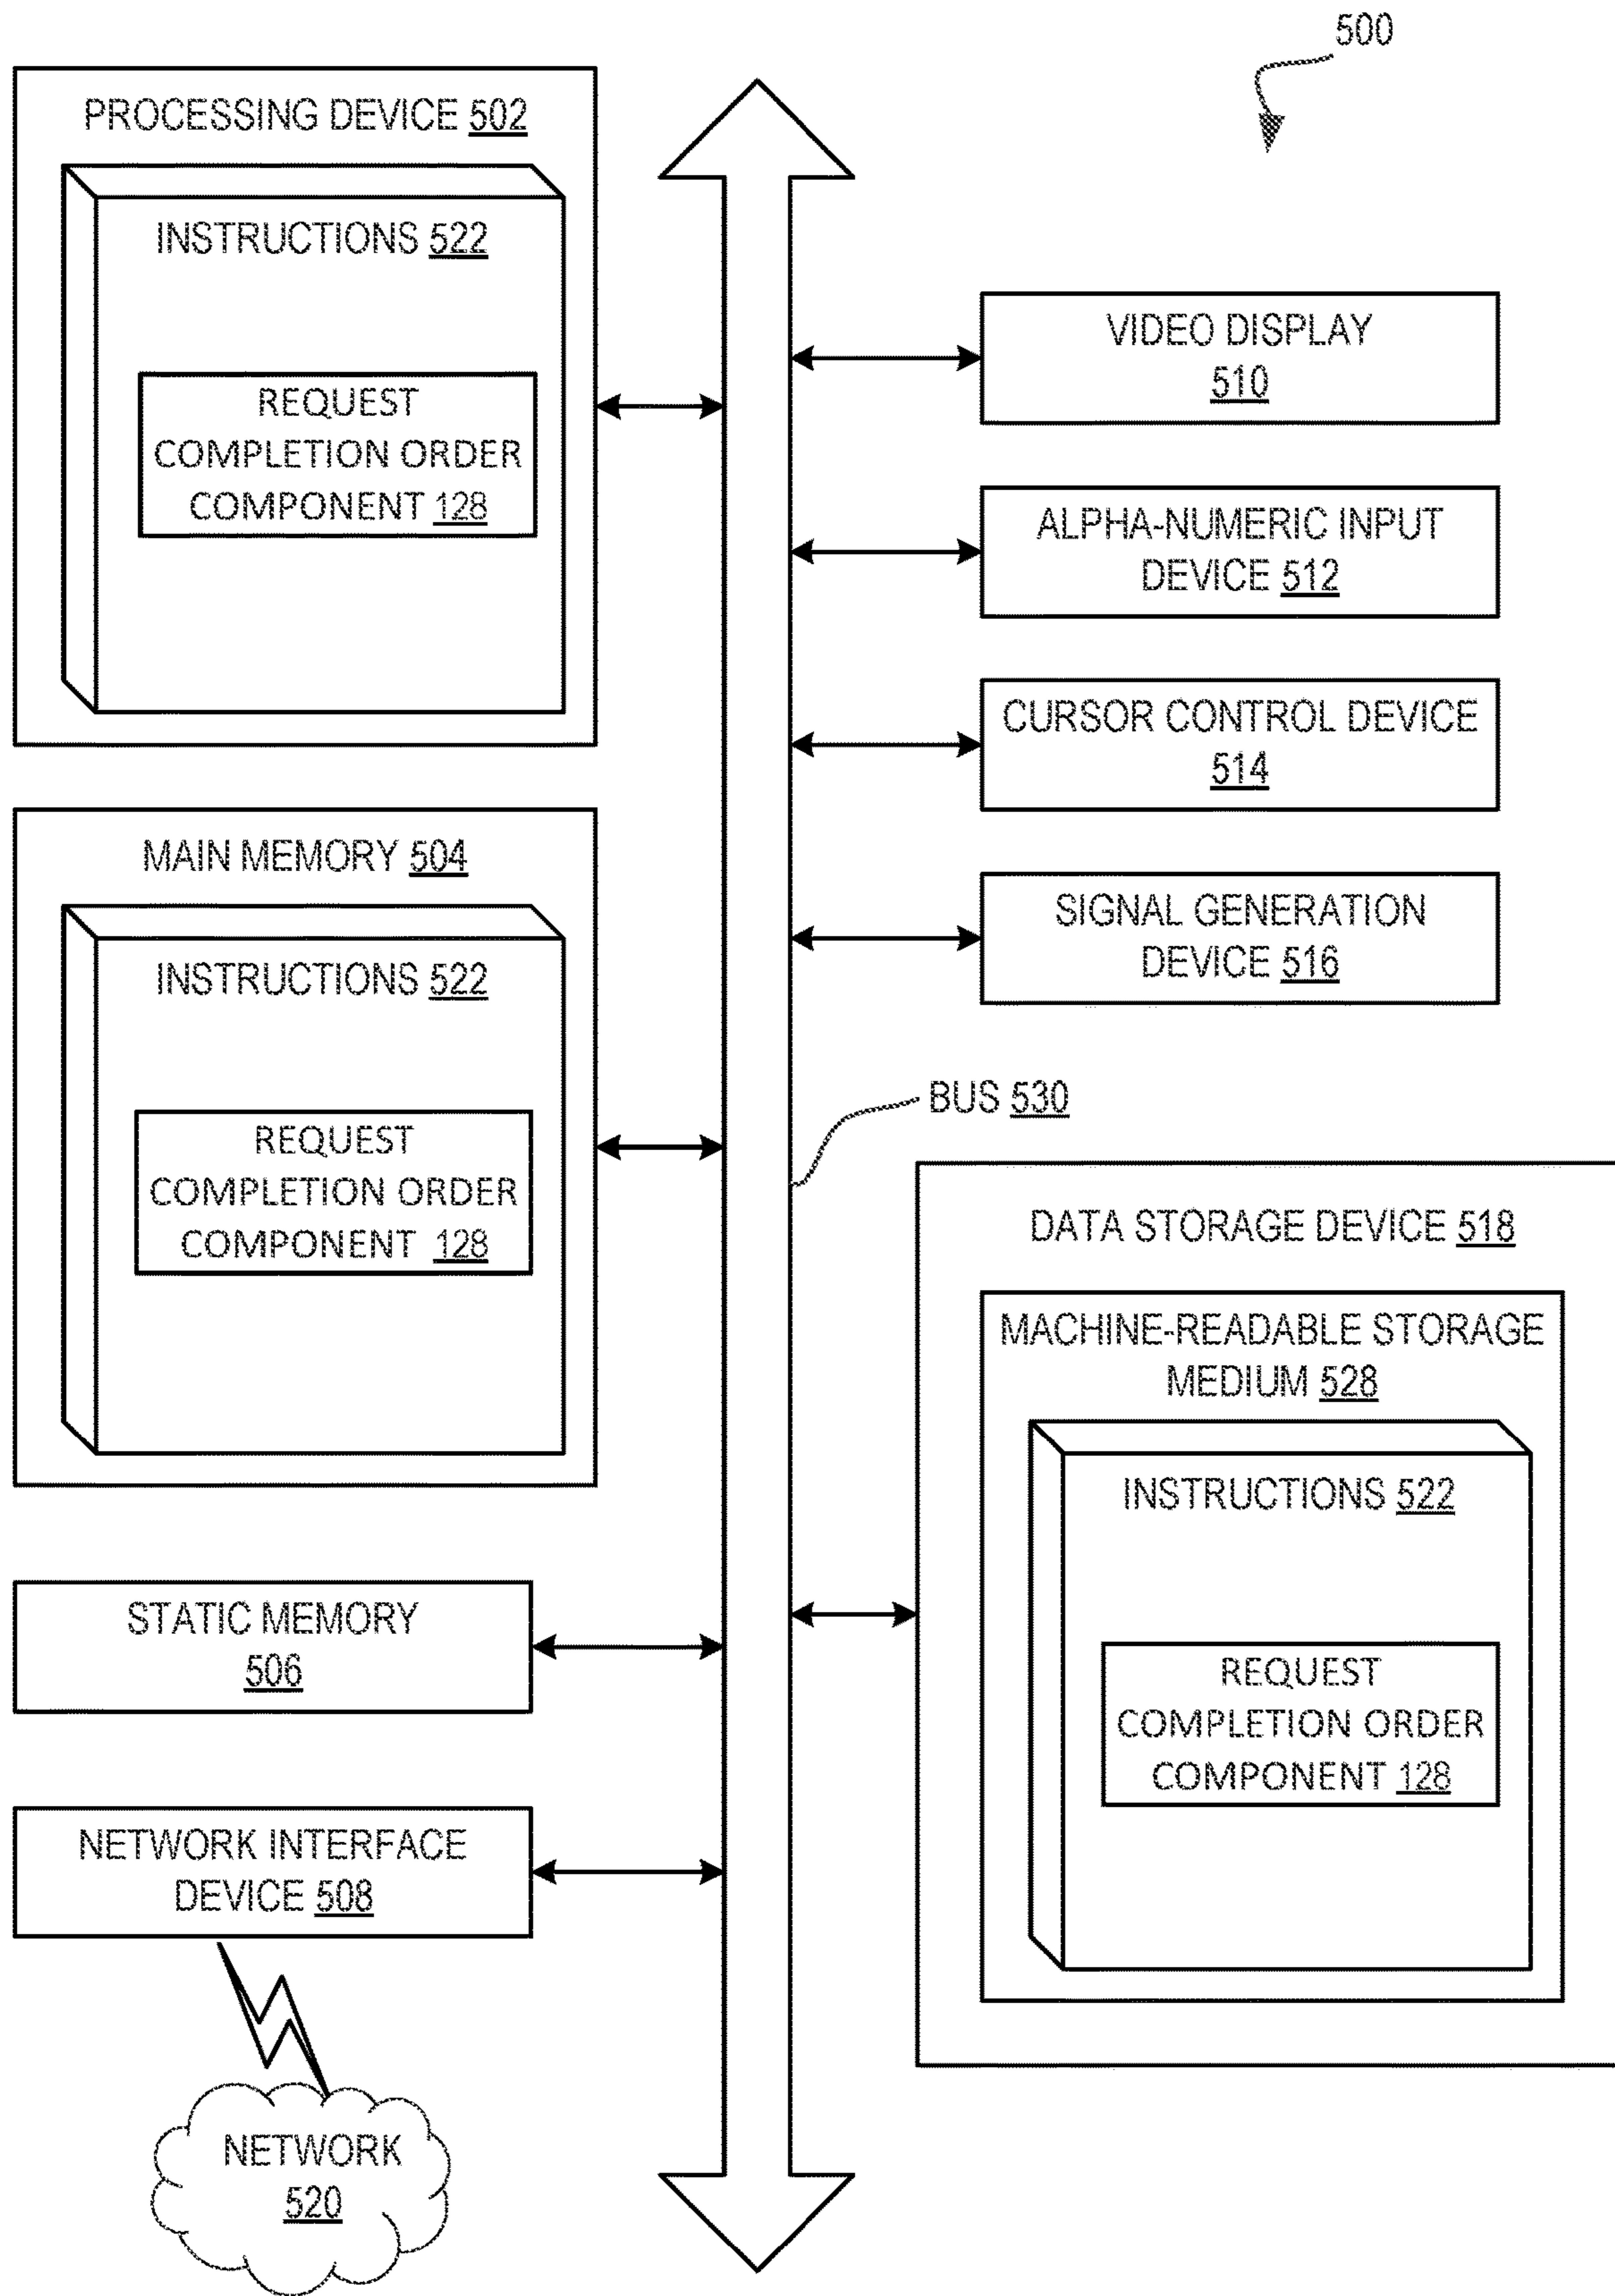 500
PROCESSING DEVICE 502
INSTRUCTIONS 522
REQUEST
COMPLETION ORDER
COMPONENT 128
MAIN MEMORY 504
INSTRUCTIONS 522
REQUEST
COMPLETION ORDER
COMPONENT 128
STATIC MEMORY
506
NETWORK INTERFACE
DEVICE 508
NETWORK
520
VIDEO DISPLAY
510
ALPHA-NUMERIC INPUT
DEVICE 512
CURSOR CONTROL DEVICE
514
SIGNAL GENERATION
DEVICE 516
BUS 530
DATA STORAGE DEVICE 518
MACHINE-READABLE STORAGE
MEDIUM 528
INSTRUCTIONS 522
REQUEST
COMPLETION ORDER
COMPONENT 128